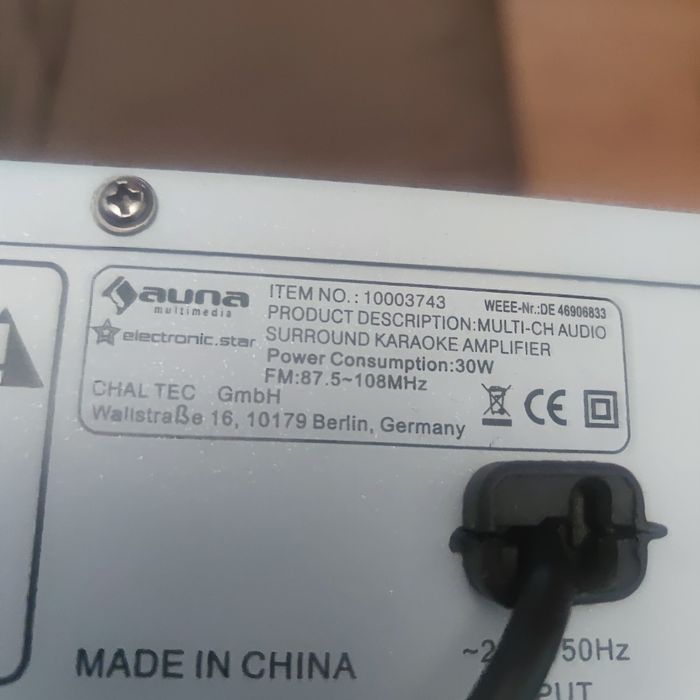 auna
multimedia
electronic.star
ITEM NO.: 10003743
WEEE-Nr.:DE 46906833
PRODUCT DESCRIPTION:MULTI-CH AUDIO
SURROUND KARAOKE AMPLIFIER
Power Consumption:30W
FM:87.5~108MHz
CHAL TEC GmbH
Wallstraße 16, 10179 Berlin, Germany
CE
MADE IN CHINA
50Hz